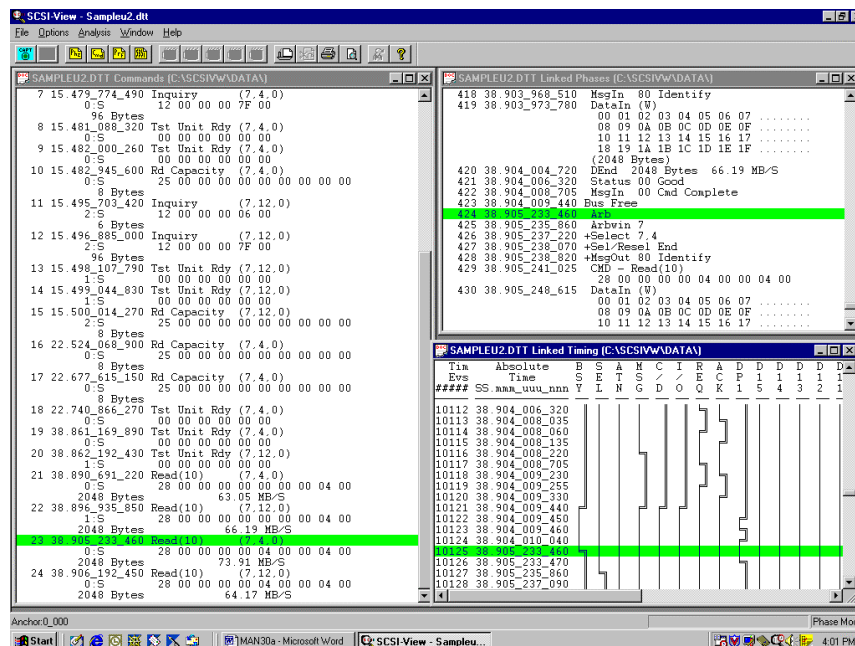 SCSI-View - Sampleu2.dtt
File Options Analysis Window Help
SAMPLEU2.DTT Commands (C:\SCSIVW\DATA\)
7 15.479_774_490 Inquiry (7,4,0)
0:S 12 00 00 00 7F 00
96 Bytes
8 15.481_088_320 Tst Unit Rdy (7,4,0)
0:S 00 00 00 00 00 00
9 15.482_000_260 Tst Unit Rdy (7,4,0)
0:S 00 00 00 00 00 00
10 15.482_945_600 Rd Capacity (7,4,0)
0:S 25 00 00 00 00 00 00 00 00 00
8 Bytes
11 15.495_703_420 Inquiry (7,12,0)
2:S 12 00 00 00 06 00
6 Bytes
12 15.496_885_000 Inquiry (7,12,0)
2:S 12 00 00 00 7F 00
96 Bytes
13 15.498_107_790 Tst Unit Rdy (7,12,0)
1:S 00 00 00 00 00 00
14 15.499_044_830 Tst Unit Rdy (7,12,0)
1:S 00 00 00 00 00 00
15 15.500_014_270 Rd Capacity (7,12,0)
2:S 25 00 00 00 00 00 00 00 00 00
8 Bytes
16 22.524_068_900 Rd Capacity (7,4,0)
0:S 25 00 00 00 00 00 00 00 00 00
8 Bytes
17 22.677_615_150 Rd Capacity (7,4,0)
0:S 25 00 00 00 00 00 00 00 00 00
8 Bytes
18 22.740_866_270 Tst Unit Rdy (7,4,0)
0:S 00 00 00 00 00 00
19 38.861_169_890 Tst Unit Rdy (7,4,0)
0:S 00 00 00 00 00 00
20 38.862_192_430 Tst Unit Rdy (7,12,0)
1:S 00 00 00 00 00 00
21 38.890_691_220 Read(10) (7,4,0)
0:S 28 00 00 00 00 00 00 00 04 00
2048 Bytes 63.05 MB/S
22 38.896_935_850 Read(10) (7,12,0)
1:S 28 00 00 00 00 00 00 00 04 00
2048 Bytes 66.19 MB/S
23 38.905_233_460 Read(10) (7,4,0)
0:S 28 00 00 00 00 04 00 00 04 00
2048 Bytes 73.91 MB/S
24 38.906_192_450 Read(10) (7,12,0)
1:S 28 00 00 00 00 04 00 00 04 00
2048 Bytes 64.17 MB/S
SAMPLEU2.DTT Linked Phases (C:\SCSIVW\DATA\)
418 38.903_968_510 MsgIn 80 Identify
419 38.903_973_780 DataIn (W)
00 01 02 03 04 05 06 07 ........
08 09 0A 0B 0C 0D 0E 0F ........
10 11 12 13 14 15 16 17 ........
18 19 1A 1B 1C 1D 1E 1F ........
(2048 Bytes)
420 38.904_004_720 DEnd 2048 Bytes 66.19 MB/S
421 38.904_006_320 Status 00 Good
422 38.904_008_705 MsgIn 00 Cmd Complete
423 38.904_009_440 Bus Free
424 38.905_233_460 Arb
425 38.905_235_860 Arbwin 7
426 38.905_237_220 +Select 7,4
427 38.905_238_070 +Sel/Resel End
428 38.905_238_820 +MsgOut 80 Identify
429 38.905_241_025 CMD - Read(10)
28 00 00 00 00 04 00 00 04 00
430 38.905_248_615 DataIn (W)
00 01 02 03 04 05 06 07 ........
08 09 0A 0B 0C 0D 0E 0F ........
10 11 12 13 14 15 16 17 ........
SAMPLEU2.DTT Linked Timing (C:\SCSIVW\DATA\)
Tim Absolute B S A M C I R A D D D D D D
Evs Time S E T S / / E C P 1 1 1 1 1
##### SS.mmm_uuu_nnn Y L N G D O Q K 1 5 4 3 2 1
10112 38.904_006_320
10113 38.904_008_035
10114 38.904_008_060
10115 38.904_008_135
10116 38.904_008_220
10117 38.904_008_705
10118 38.904_009_230
10119 38.904_009_255
10120 38.904_009_330
10121 38.904_009_440
10122 38.904_009_450
10123 38.904_009_460
10124 38.904_010_040
10125 38.905_233_460
10126 38.905_233_470
10127 38.905_235_860
10128 38.905_237_090
Anchor:0_000
Phase Mo
Start
MAN30a - Microsoft Word
SCSI-View - Sampleu...
4:01 PM